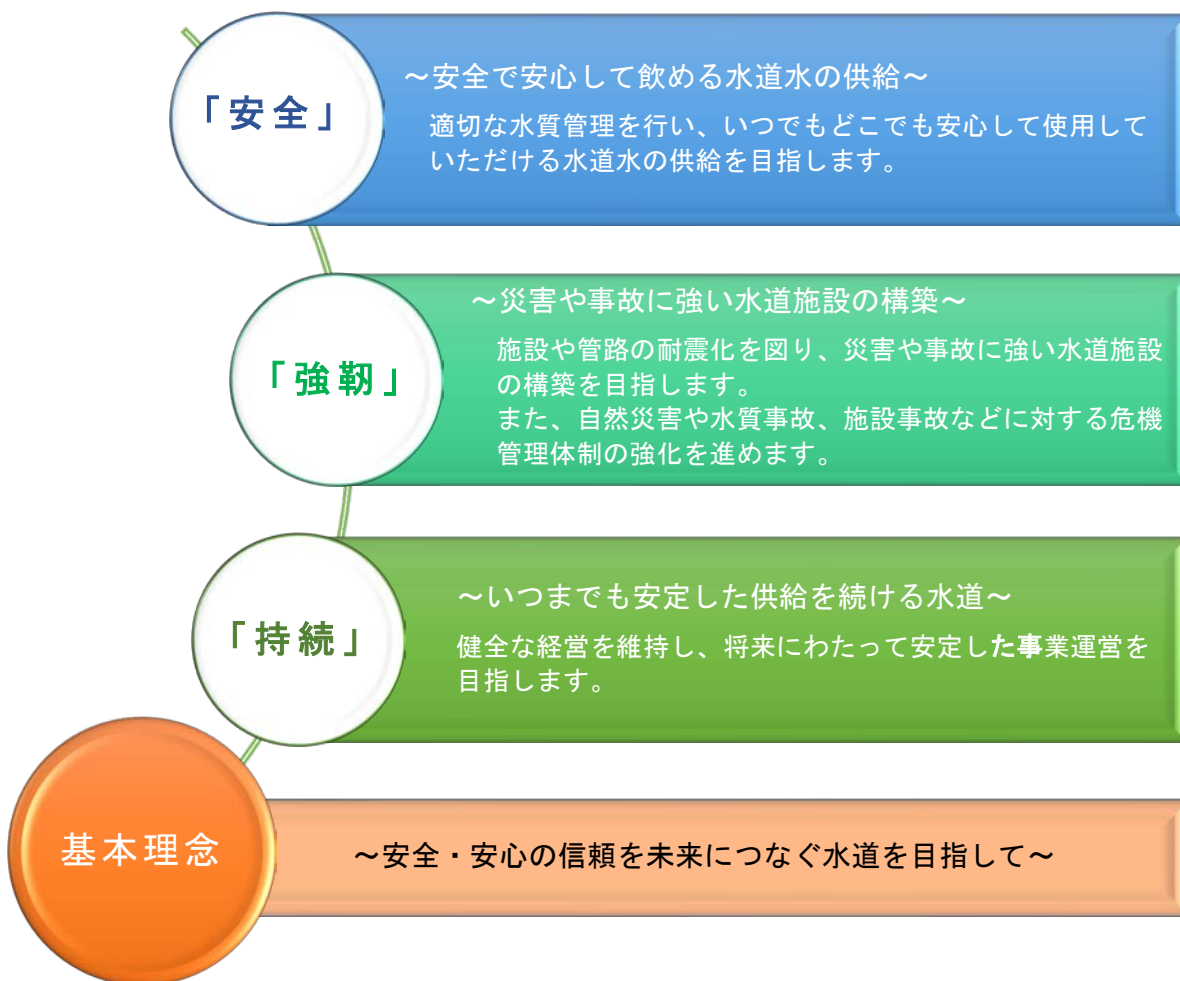 「安全」
～安全で安心して飲める水道水の供給～
適切な水質管理を行い、いつでもどこでも安心して使用して
いただける水道水の供給を目指します。
「強靭」
～災害や事故に強い水道施設の構築～
施設や管路の耐震化を図り、災害や事故に強い水道施設
の構築を目指します。
また、自然災害や水質事故、施設事故などに対する危機
管理体制の強化を進めます。
「持続」
～いつまでも安定した供給を続ける水道～
健全な経営を維持し、将来にわたって安定した事業運営を
目指します。
基本理念
～安全・安心の信頼を未来につなぐ水道を目指して～